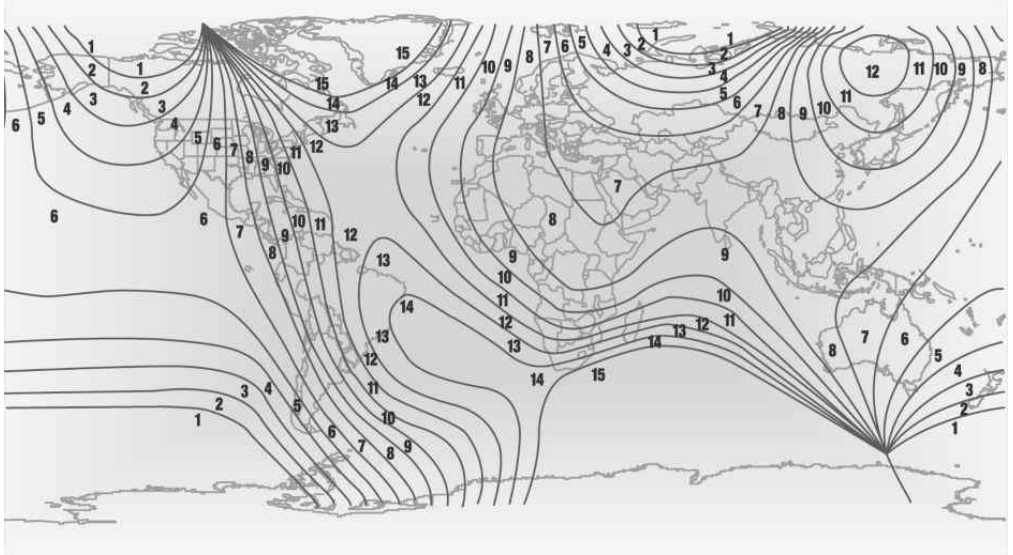 1 15 7 6 5 4 3 2 1 1 2
2 1 15 14 13 11 10 9 8 3 4 12 11 10 9 8
4 3 2 3 14 12 5 6 7 8 9 10 11
6 5 4 13
5 6 7 8 9 10 11 12
7
6 6 7 9 10 11 12 8
8 13 9 9
10 11 10
14 12 12 11
13 13 14 13 8 7 6
12 5
3 4 11 14 15 4
3
2 5 2
1 10 1
6 7 8 9